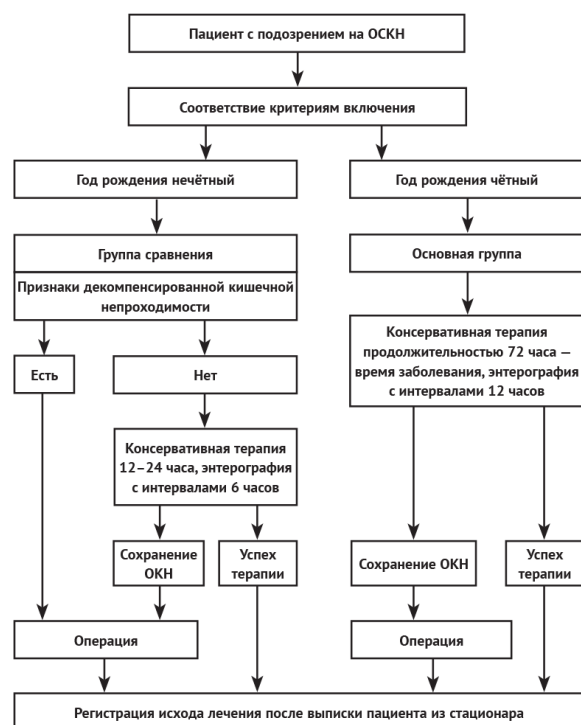 Пациент с подозрением на ОСКН
Соответствие критериям включения
Год рождения нечётный
Год рождения чётный
Группа сравнения
Основная группа
Признаки декомпенсированной кишечной
непроходимости
Консервативная терапия
продолжительностью 72 часа —
время заболевания, энтерография
с интервалами 12 часов
Есть
Нет
Консервативная терапия
12–24 часа, энтерография
с интервалами 6 часов
Сохранение
ОКН
Успех
терапии
Сохранение ОКН
Успех
терапии
Операция
Операция
Регистрация исхода лечения после выписки пациента из стационара